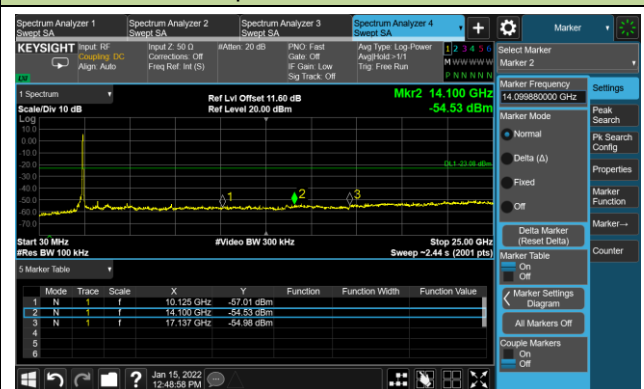 Spectrum Analyzer 1 Swept SA
Spectrum Analyzer 2 Swept SA
Spectrum Analyzer 3 Swept SA
Spectrum Analyzer 4 Swept SA
Marker
KEYSIGHT
Input: RF
Coupling: DC
Align: Auto
Input Z: 50 Ω
Corrections: Off
Freq Ref: Int (S)
#Atten: 20 dB
PNO: Fast
Gate: Off
IF Gain: Low
Sig Track: Off
Avg Type: Log-Power
Avg|Hold:>1/1
Trig: Free Run
1 2 3 4 5 6
M W W W W W
P N N N N N
Select Marker
Marker 2
1 Spectrum
Scale/Div 10 dB
Log
Ref Lvl Offset 11.60 dB
Ref Level 20.00 dBm
Mkr2 14.100 GHz
-54.53 dBm
10.0
0.00
-10.0
-20.0
-30.0
-40.0
-50.0
-60.0
-70.0
1
2
3
Start 30 MHz
#Res BW 100 kHz
#Video BW 300 kHz
Stop 25.00 GHz
Sweep ~2.44 s (2001 pts)
5 Marker Table
Mode Trace Scale X Y Function Function Width Function Value
1 N 1 f 10.125 GHz -57.01 dBm
2 N 1 f 14.100 GHz -54.53 dBm
3 N 1 f 17.137 GHz -54.98 dBm
4
5
6
Marker Frequency
14.099880000 GHz
Marker Mode
Normal
Delta (Δ)
Fixed
Off
Delta Marker
(Reset Delta)
Marker Table
On
Off
Marker Settings
Diagram
All Markers Off
Couple Markers
On
Off
Settings
Peak
Search
Pk Search
Config
Properties
Marker
Function
Marker→
Counter
Jan 15, 2022
12:48:58 PM